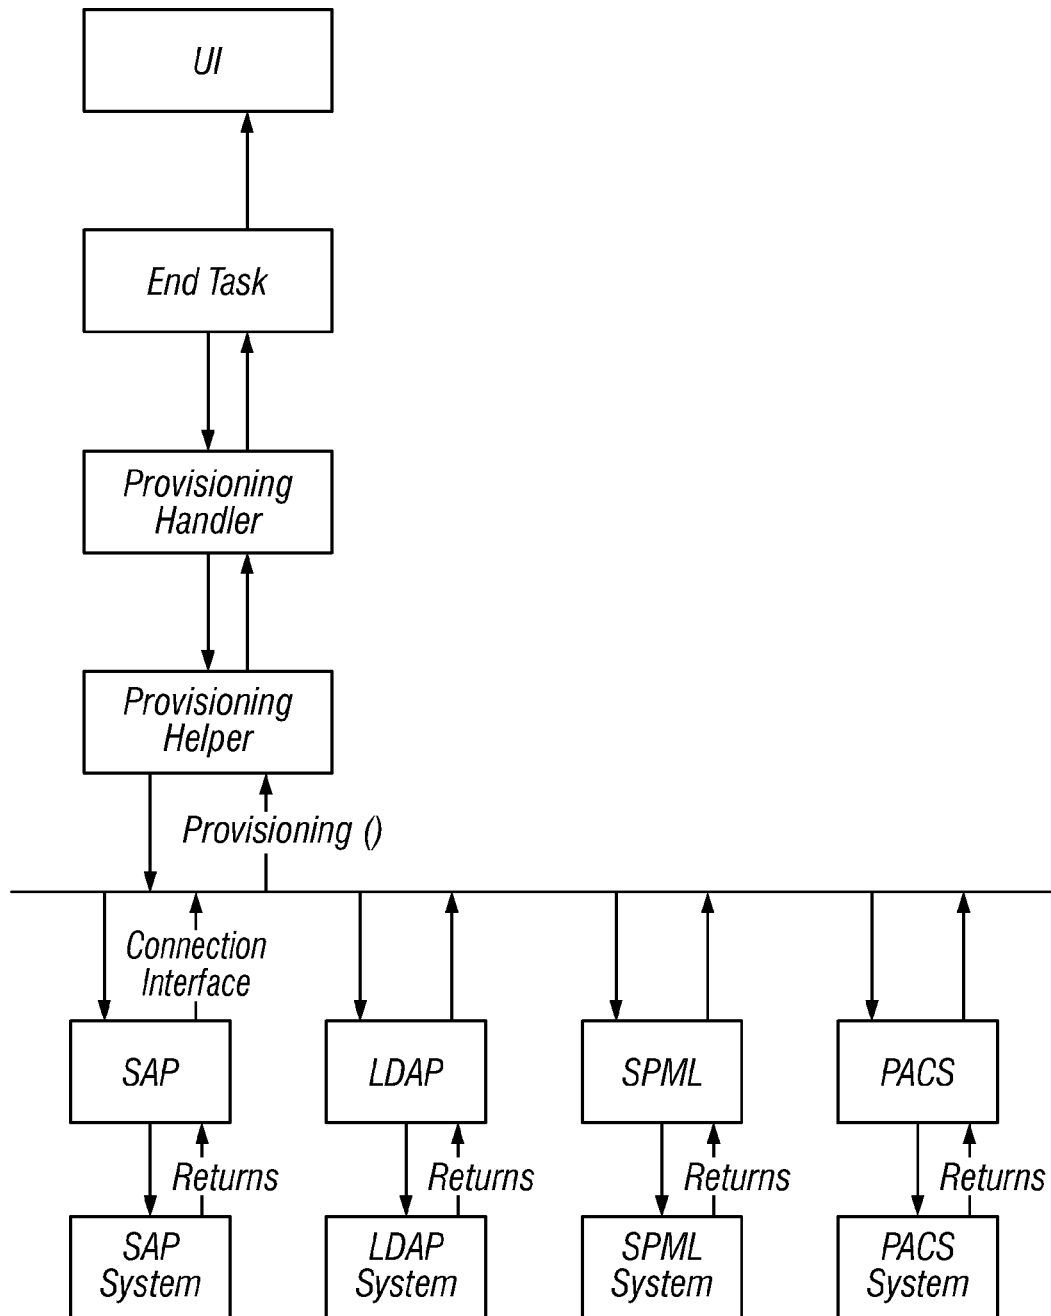 UI
End Task
Provisioning
Handler
Provisioning
Helper
Provisioning ()
Connection
Interface
SAP
LDAP
SPML
PACS
Returns
Returns
Returns
Returns
SAP
System
LDAP
System
SPML
System
PACS
System